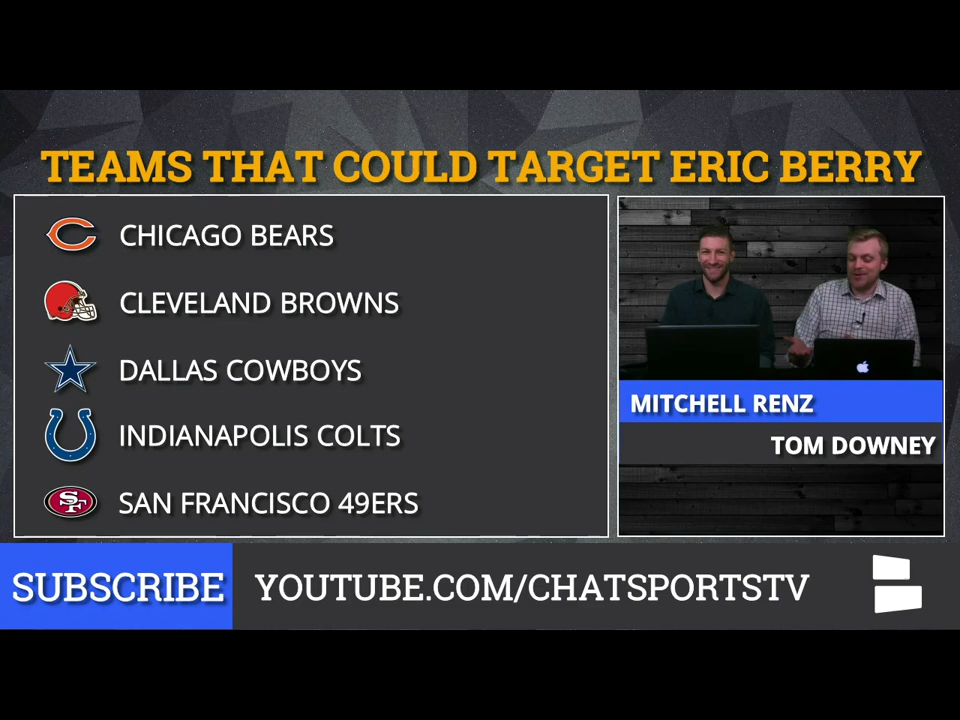 TEAMS THAT COULD TARGET ERIC BERRY
CHICAGO BEARS
CLEVELAND BROWNS
DALLAS COWBOYS
INDIANAPOLIS COLTS
SF SAN FRANCISCO 49ERS
MITCHELL RENZ
TOM DOWNEY
SUBSCRIBE YOUTUBE.COM/CHATSPORTSTV